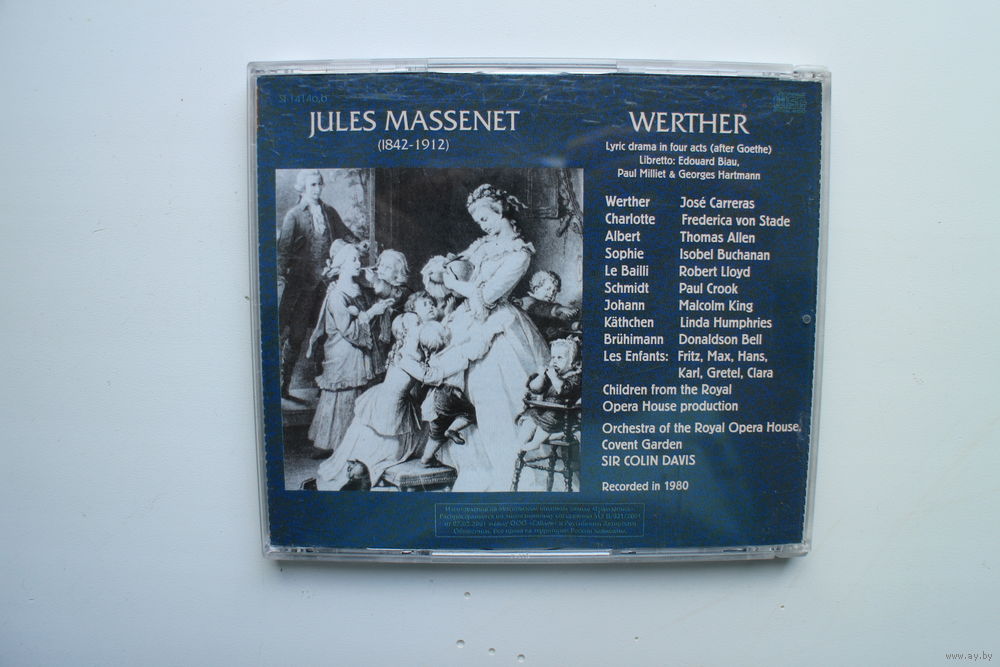 JULES MASSENET
(1842-1912)
WERTHER
Lyric drama in four acts (after Goethe)
Libretto: Edouard Biau,
Paul Milliet & Georges Hartmann
Werther José Carreras
Charlotte Frederica von Stade
Albert Thomas Allen
Sophie Isobel Buchanan
Le Bailli Robert Lloyd
Schmidt Paul Crook
Johann Malcolm King
Käthchen Linda Humphries
Brühimann Donaldson Bell
Les Enfants: Fritz, Max, Hans,
Karl, Gretel, Clara
Children from the Royal
Opera House production
Orchestra of the Royal Opera House,
Covent Garden
SIR COLIN DAVIS
Recorded in 1980
www.ay.by